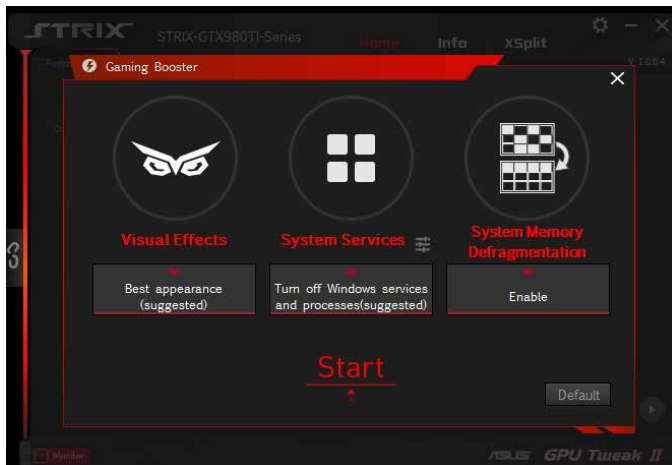 STRIX
STRIX-GTX980TI-Series
Home
Info
XSplit
V 1.0.6.4
Gaming Booster
Visual Effects
System Services
System Memory
Defragmentation
Best appearance
(suggested)
Turn off Windows services
and processes(suggested)
Enable
Start
Default
Monitor
ASUS GPU Tweak II